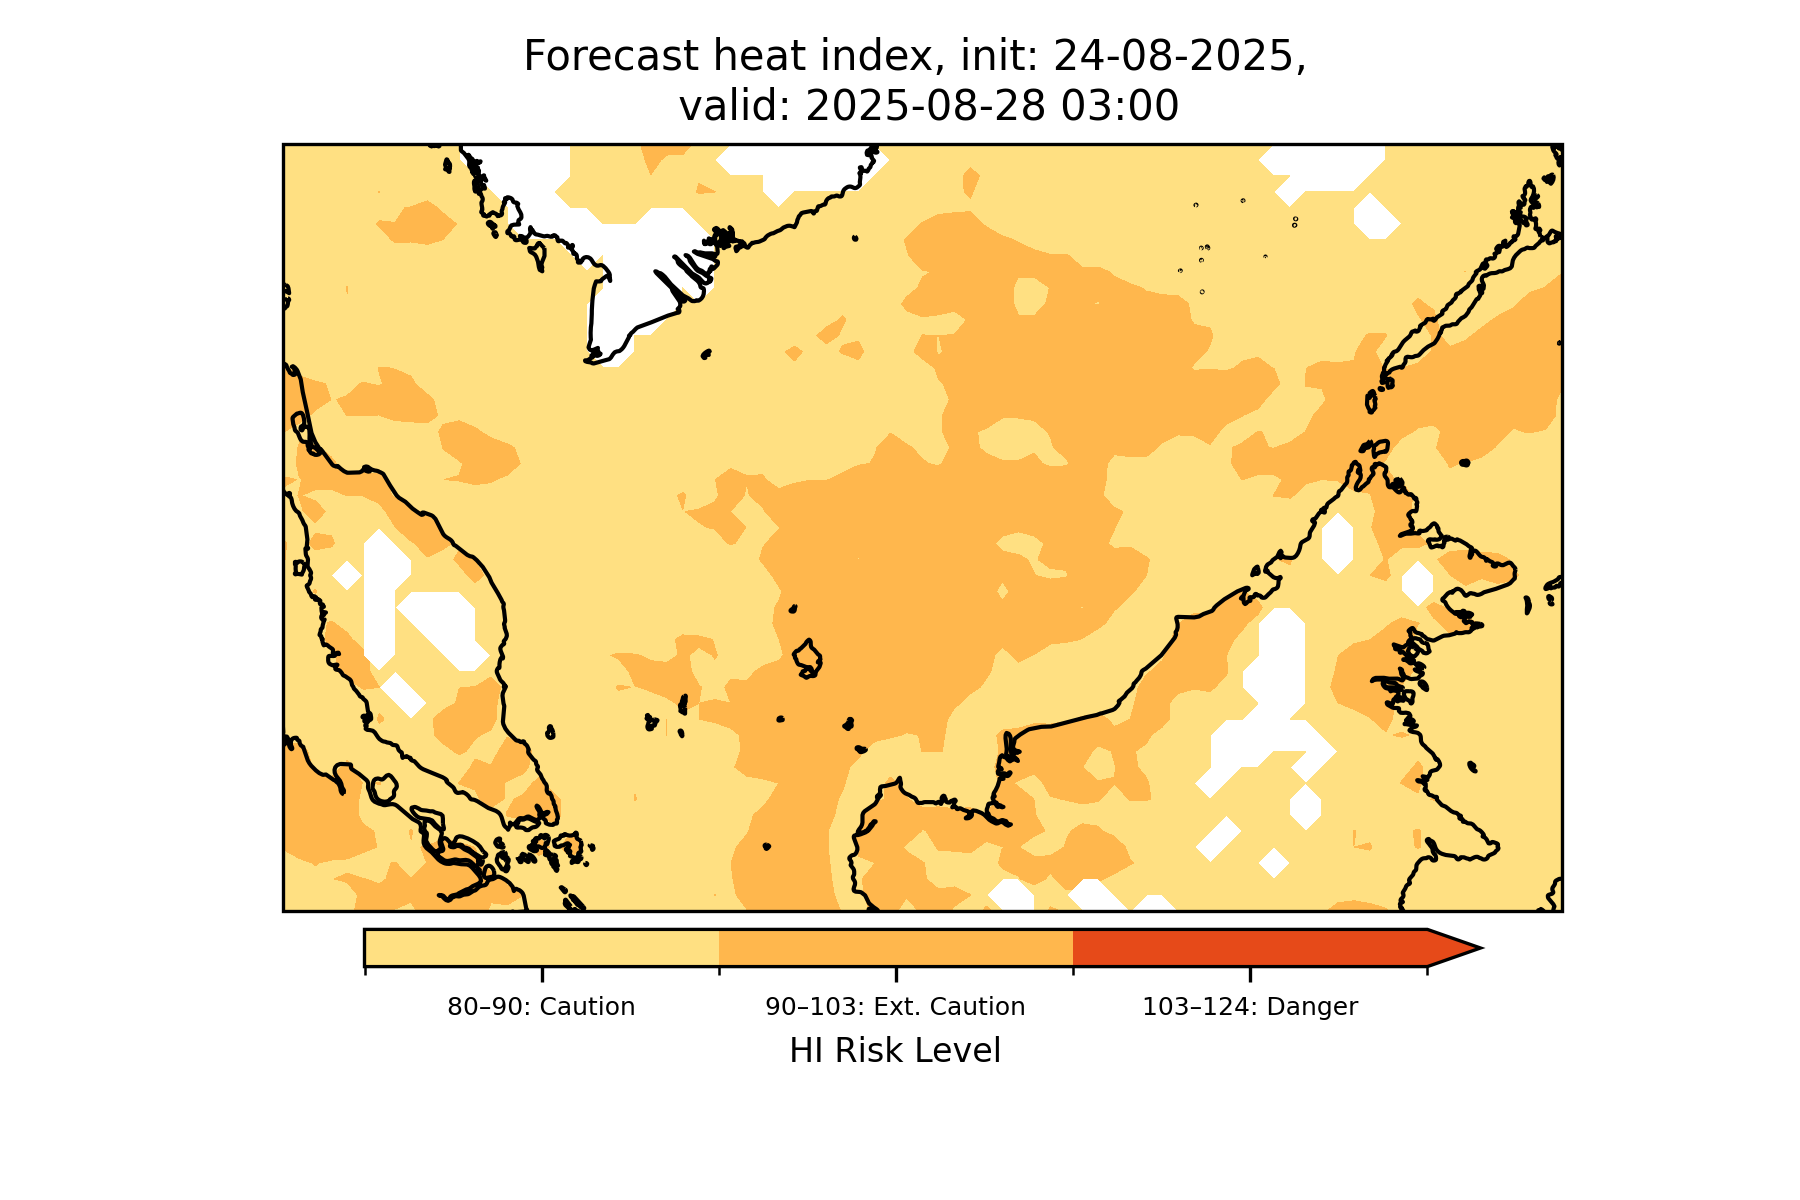 Forecast heat index, init: 24-08-2025,
valid: 2025-08-28 03:00
80–90: Caution
90–103: Ext. Caution
103–124: Danger
HI Risk Level